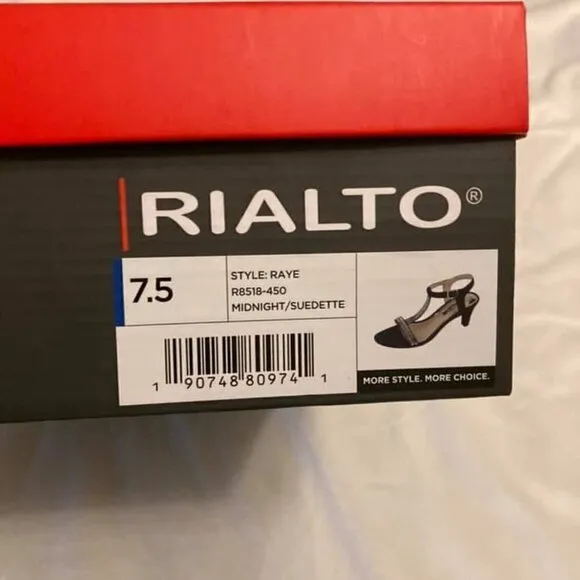 RIALTO®
7.5
STYLE: RAYE
R8518-450
MIDNIGHT/SUEDETTE
1 90748 80974 1
MORE STYLE. MORE CHOICE.